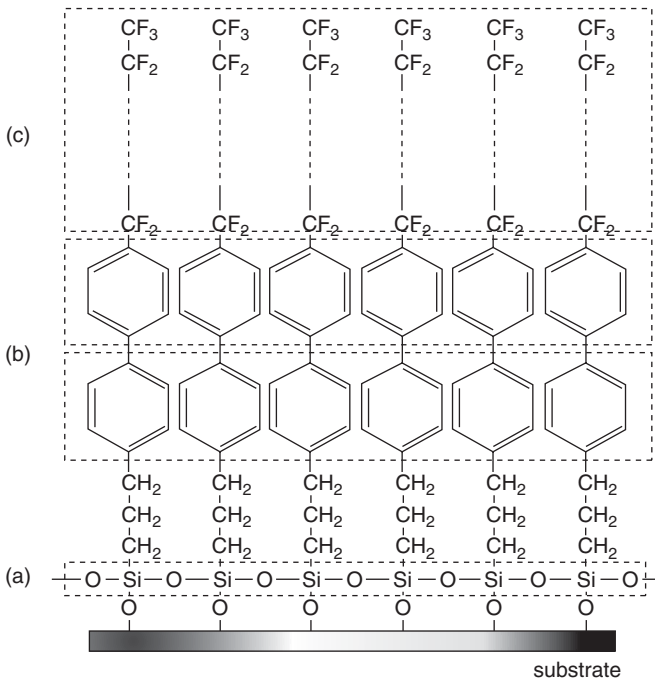 CF3 CF3 CF3 CF3 CF3 CF3
CF2 CF2 CF2 CF2 CF2 CF2
(c)
CF2 CF2 CF2 CF2 CF2 CF2
(b)
CH2 CH2 CH2 CH2 CH2 CH2
CH2 CH2 CH2 CH2 CH2 CH2
CH2 CH2 CH2 CH2 CH2 CH2
(a) O Si O Si O Si O Si O Si O Si O
O O O O O O
substrate